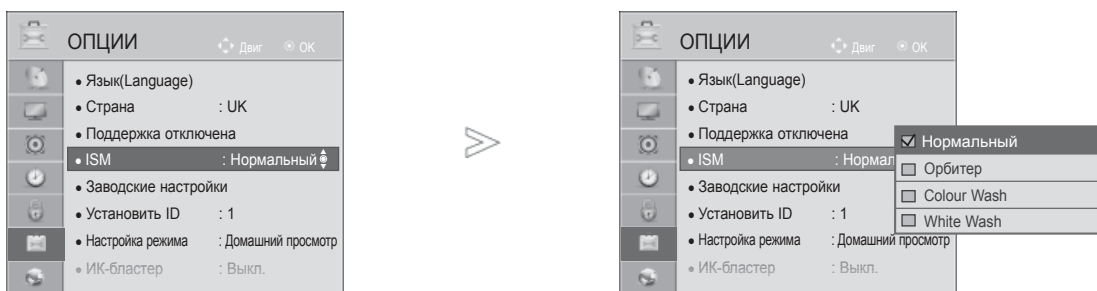 ОПЦИИ Двиг OK
• Язык(Language)
• Страна : UK
• Поддержка отключена
• ISM : Нормальный
• Заводские настройки
• Установить ID : 1
• Настройка режима : Домашний просмотр
• ИК-бластер : Выкл.
ОПЦИИ Двиг OK
• Язык(Language)
• Страна : UK
• Поддержка отключена
• ISM : Нормал
• Заводские настройки
• Установить ID : 1
• Настройка режима : Домашний просмотр
• ИК-бластер : Выкл.
Нормальный
Орбитер
Colour Wash
White Wash